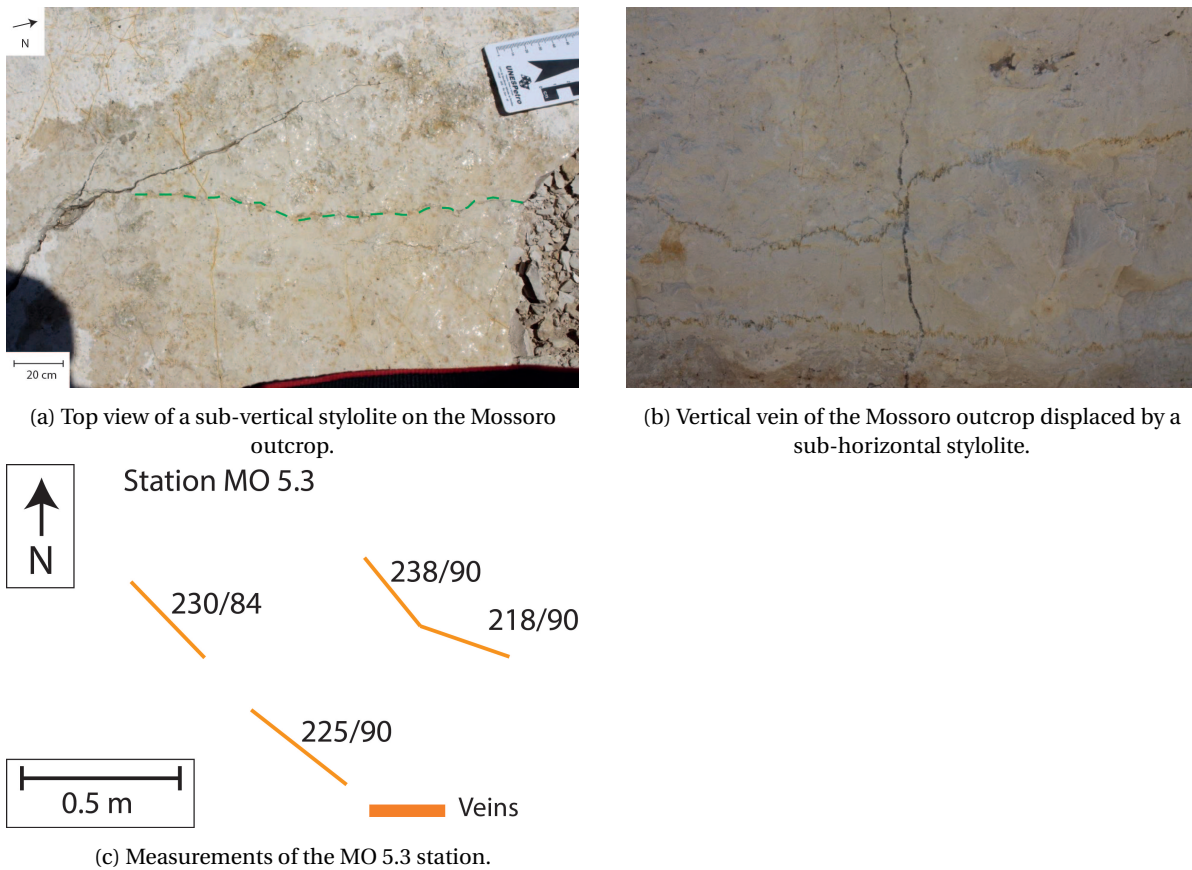 N
UNESPetro
20 cm
(a) Top view of a sub-vertical stylolite on the Mossoro
outcrop.
(b) Vertical vein of the Mossoro outcrop displaced by a
sub-horizontal stylolite.
Station MO 5.3
N
238/90
230/84
218/90
225/90
0.5 m
Veins
(c) Measurements of the MO 5.3 station.